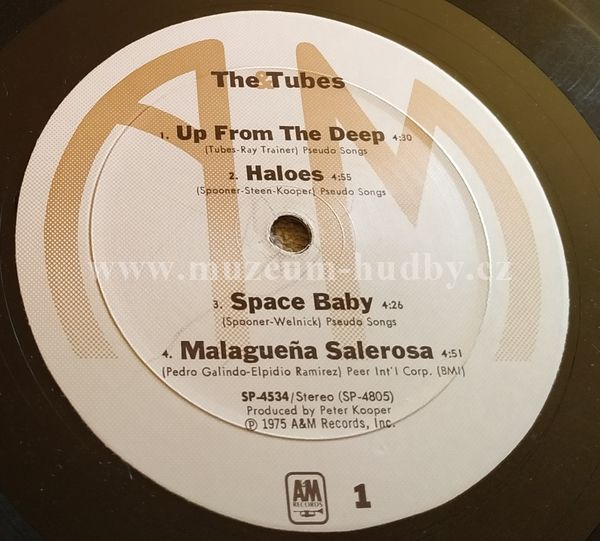 The Tubes
1. Up From The Deep 4:30
(Tubes-Ray Trainer) Pseudo Songs
2. Haloes 4:55
(Spooner-Steen-Kooper) Pseudo Songs
www.muzeum-hudby.cz
3. Space Baby 4:26
(Spooner-Welnick) Pseudo Songs
4. Malagueña Salerosa 4:51
(Pedro Galindo-Elpidio Ramirez) Peer Int'l Corp. (BMI)
SP-4534/Stereo (SP-4805)
Produced by Peter Kooper
℗ 1975 A&M Records, Inc.
A&M
RECORDS
1